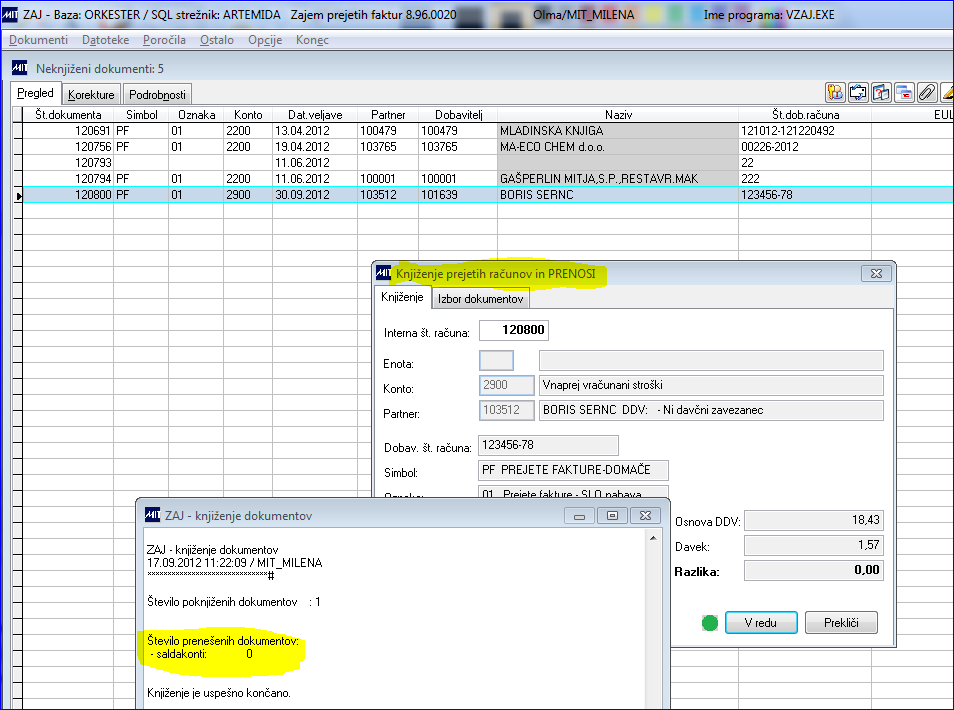 MIT ZAJ - Baza: ORKESTER / SQL strežnik: ARTEMIDA Zajem prejetih faktur 8.96.0020 Olma/MIT_MILENA Ime programa: VZAJ.EXE
Dokumenti Datoteke Poročila Ostalo Opcije Konec
MIT Neknjiženi dokumenti: 5
Pregled Korekture Podrobnosti
Št.dokumenta Simbol Oznaka Konto Dat.veljave Partner Dobavitelj Naziv Št.dob.računa EUL
120691 PF 01 2200 13.04.2012 100479 100479 MLADINSKA KNJIGA 121012-121220492
120756 PF 01 2200 19.04.2012 103765 103765 MA-ECO CHEM d.o.o. 00226-2012
120793 11.06.2012 22
120794 PF 01 2200 11.06.2012 100001 100001 GAŠPERLIN MITJA,S.P.,RESTAVR.MAK 222
120800 PF 01 2900 30.09.2012 103512 101639 BORIS SERNC 123456-78
MIT Knjiženje prejetih računov in PRENOSI
Knjiženje Izbor dokumentov
Interna št. računa: 120800
Enota:
Konto: 2900 Vnaprej vračunani stroški
Partner: 103512 BORIS SERNC DDV: - Ni davčni zavezanec
Dobav. št. računa: 123456-78
Simbol: PF PREJETE FAKTURE-DOMAČE
Oznaka: 01 Prejete fakture - SLO nabava
Osnova DDV: 18,43
Davek: 1,57
Razlika: 0,00
V redu Prekliči
MIT ZAJ - knjiženje dokumentov
ZAJ - knjiženje dokumentov
17.09.2012 11:22:09 / MIT_MILENA
******************************#
Število poknjiženih dokumentov : 1
Število prenešenih dokumentov:
- saldakonti: 0
Knjiženje je uspešno končano.